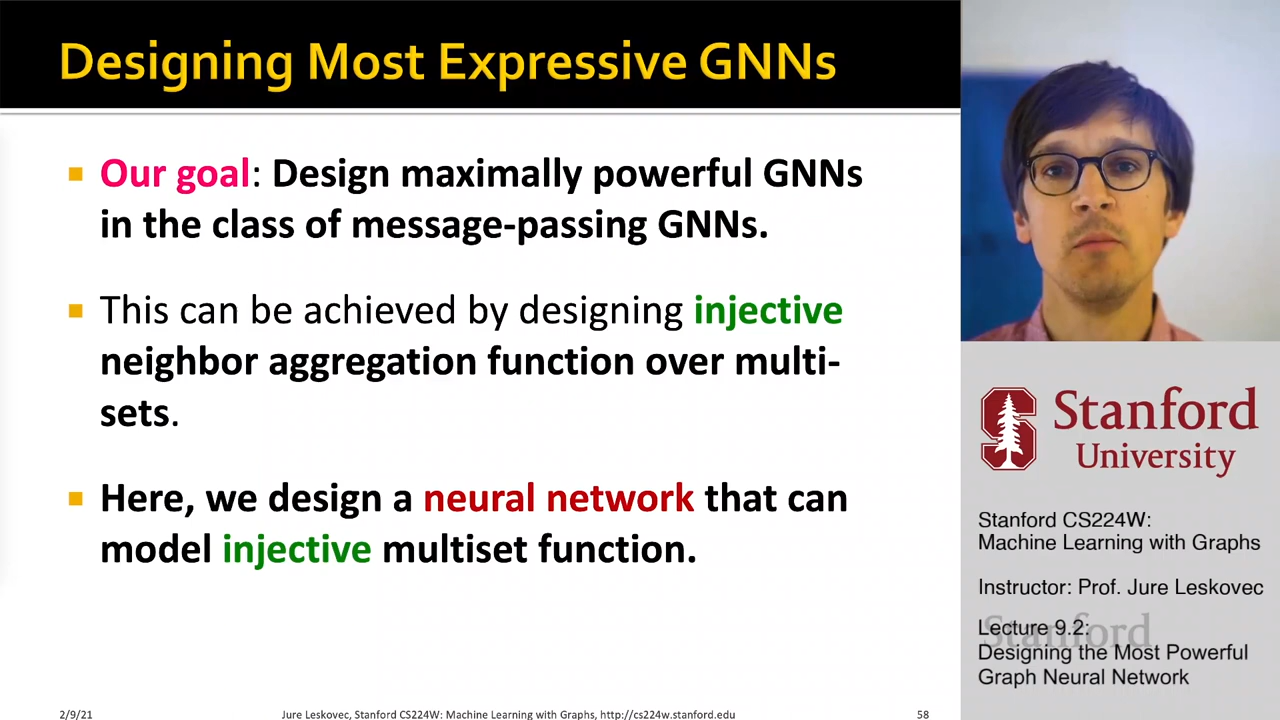 Designing Most Expressive GNNs
Our goal: Design maximally powerful GNNs
in the class of message-passing GNNs.
This can be achieved by designing injective
neighbor aggregation function over multi-
sets.
Here, we design a neural network that can
model injective multiset function.
2/9/21
Jure Leskovec, Stanford CS224W: Machine Learning with Graphs, http://cs224w.stanford.edu
58
Stanford
University
Stanford CS224W:
Machine Learning with Graphs
Instructor: Prof. Jure Leskovec
Stanford
Lecture 9.2:
Designing the Most Powerful
Graph Neural Network